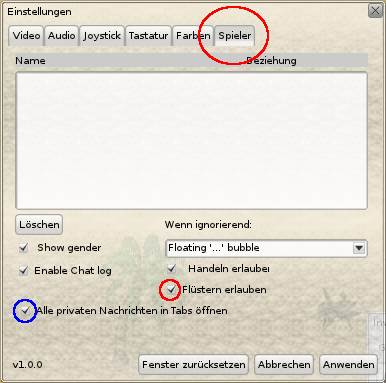 Einstellungen
Video Audio Joystick Tastatur Farben Spieler
Name Beziehung
Löschen Wenn ignorierend:
Show gender Floating '...' bubble
Enable Chat log Handeln erlauber
Flüstern erlauben
Alle privaten Nachrichten in Tabs öffnen
v1.0.0 Fenster zurücksetzen Abbrechen Anwenden